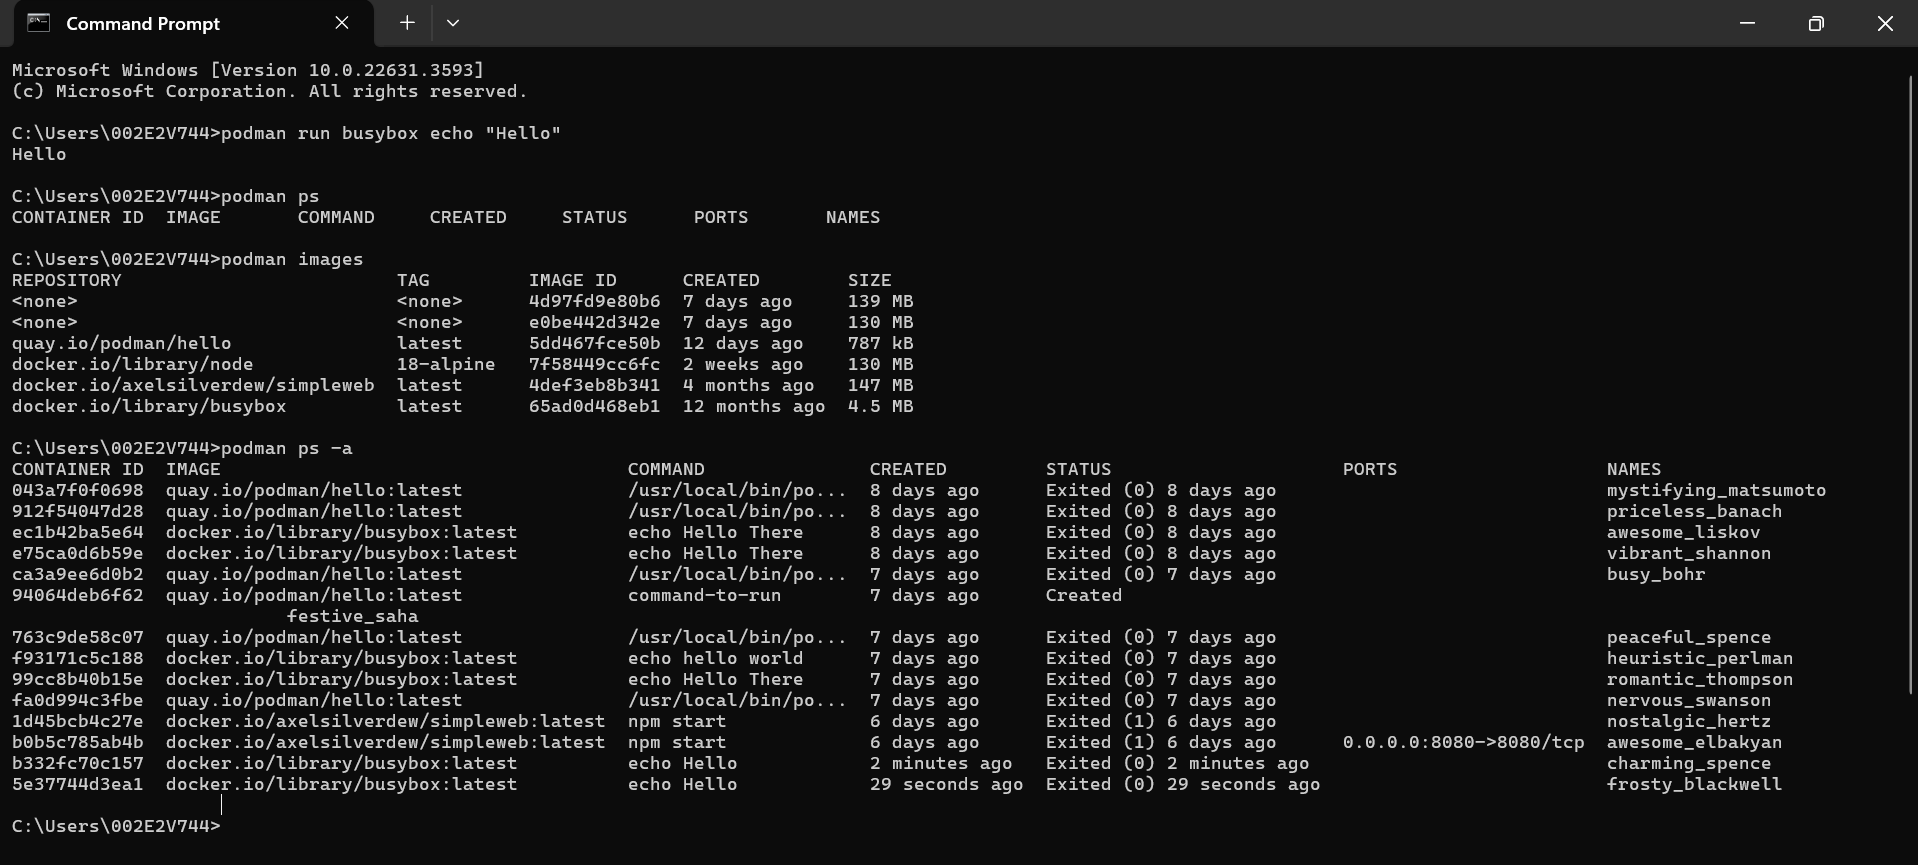 Command Prompt
Microsoft Windows [Version 10.0.22631.3593]
(c) Microsoft Corporation. All rights reserved.
C:\Users\002E2V744>podman run busybox echo "Hello"
Hello
C:\Users\002E2V744>podman ps
CONTAINER ID  IMAGE       COMMAND     CREATED     STATUS      PORTS       NAMES
C:\Users\002E2V744>podman images
REPOSITORY                         TAG         IMAGE ID      CREATED        SIZE
<none>                             <none>      4d97fd9e80b6  7 days ago     139 MB
<none>                             <none>      e0be442d342e  7 days ago     130 MB
quay.io/podman/hello               latest      5dd467fce50b  12 days ago    787 kB
docker.io/library/node             18-alpine   7f58449cc6fc  2 weeks ago    130 MB
docker.io/axelsilverdew/simpleweb  latest      4def3eb8b341  4 months ago   147 MB
docker.io/library/busybox          latest      65ad0d468eb1  12 months ago  4.5 MB
C:\Users\002E2V744>podman ps -a
CONTAINER ID  IMAGE                                     COMMAND               CREATED         STATUS                     PORTS                   NAMES
043a7f0f0698  quay.io/podman/hello:latest               /usr/local/bin/po...  8 days ago      Exited (0) 8 days ago                              mystifying_matsumoto
912f54047d28  quay.io/podman/hello:latest               /usr/local/bin/po...  8 days ago      Exited (0) 8 days ago                              priceless_banach
ec1b42ba5e64  docker.io/library/busybox:latest          echo Hello There      8 days ago      Exited (0) 8 days ago                              awesome_liskov
e75ca0d6b59e  docker.io/library/busybox:latest          echo Hello There      8 days ago      Exited (0) 8 days ago                              vibrant_shannon
ca3a9ee6d0b2  quay.io/podman/hello:latest               /usr/local/bin/po...  7 days ago      Exited (0) 7 days ago                              busy_bohr
94064deb6f62  quay.io/podman/hello:latest               command-to-run        7 days ago      Created
festive_saha
763c9de58c07  quay.io/podman/hello:latest               /usr/local/bin/po...  7 days ago      Exited (0) 7 days ago                              peaceful_spence
f93171c5c188  docker.io/library/busybox:latest          echo hello world      7 days ago      Exited (0) 7 days ago                              heuristic_perlman
99cc8b40b15e  docker.io/library/busybox:latest          echo Hello There      7 days ago      Exited (0) 7 days ago                              romantic_thompson
fa0d994c3fbe  quay.io/podman/hello:latest               /usr/local/bin/po...  7 days ago      Exited (0) 7 days ago                              nervous_swanson
1d45bcb4c27e  docker.io/axelsilverdew/simpleweb:latest  npm start             6 days ago      Exited (1) 6 days ago                              nostalgic_hertz
b0b5c785ab4b  docker.io/axelsilverdew/simpleweb:latest  npm start             6 days ago      Exited (1) 6 days ago      0.0.0.0:8080->8080/tcp  awesome_elbakyan
b332fc70c157  docker.io/library/busybox:latest          echo Hello            2 minutes ago   Exited (0) 2 minutes ago                           charming_spence
5e37744d3ea1  docker.io/library/busybox:latest          echo Hello            29 seconds ago  Exited (0) 29 seconds ago                          frosty_blackwell
C:\Users\002E2V744>